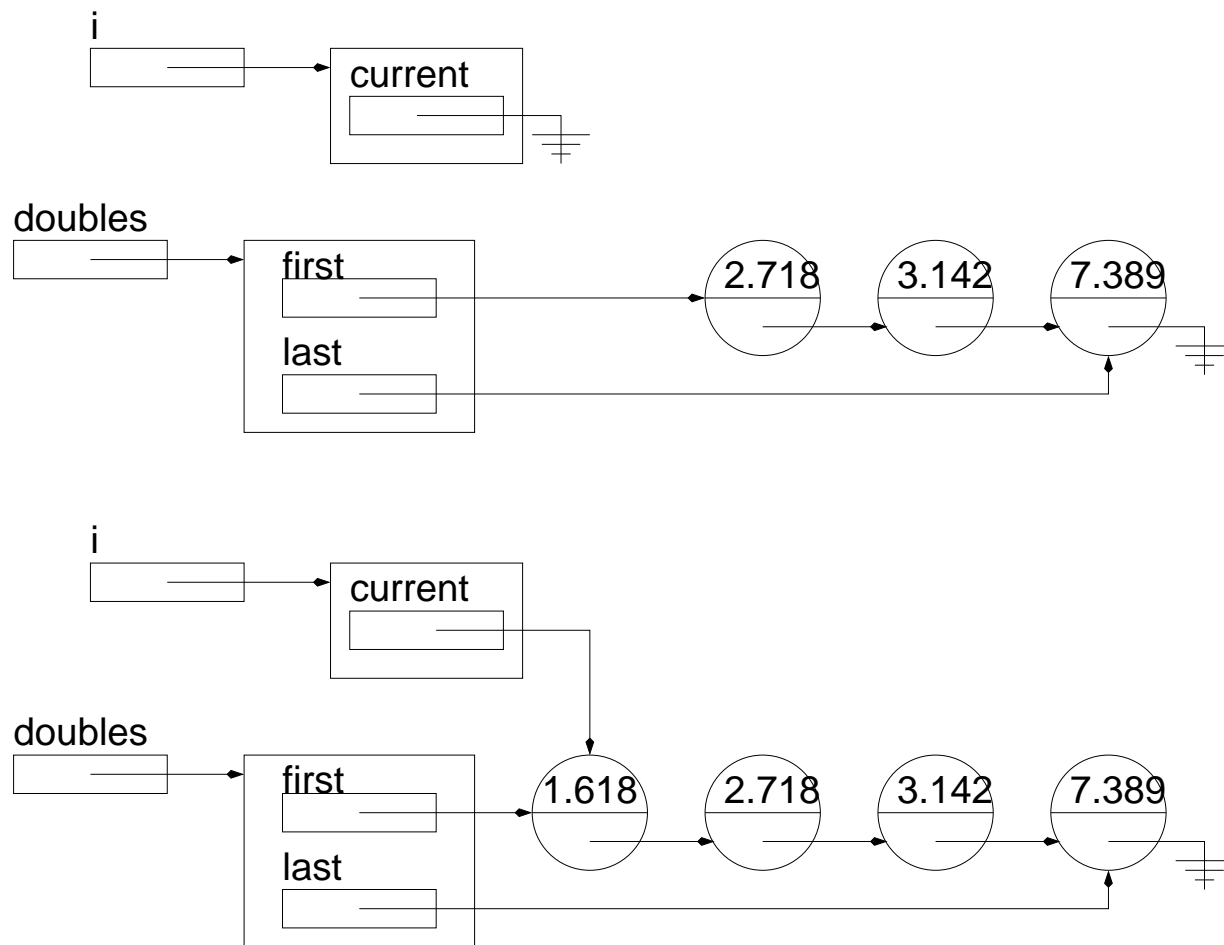 i
current
doubles
first
2.718 3.142 7.389
last
i
current
doubles
first
1.618 2.718 3.142 7.389
last